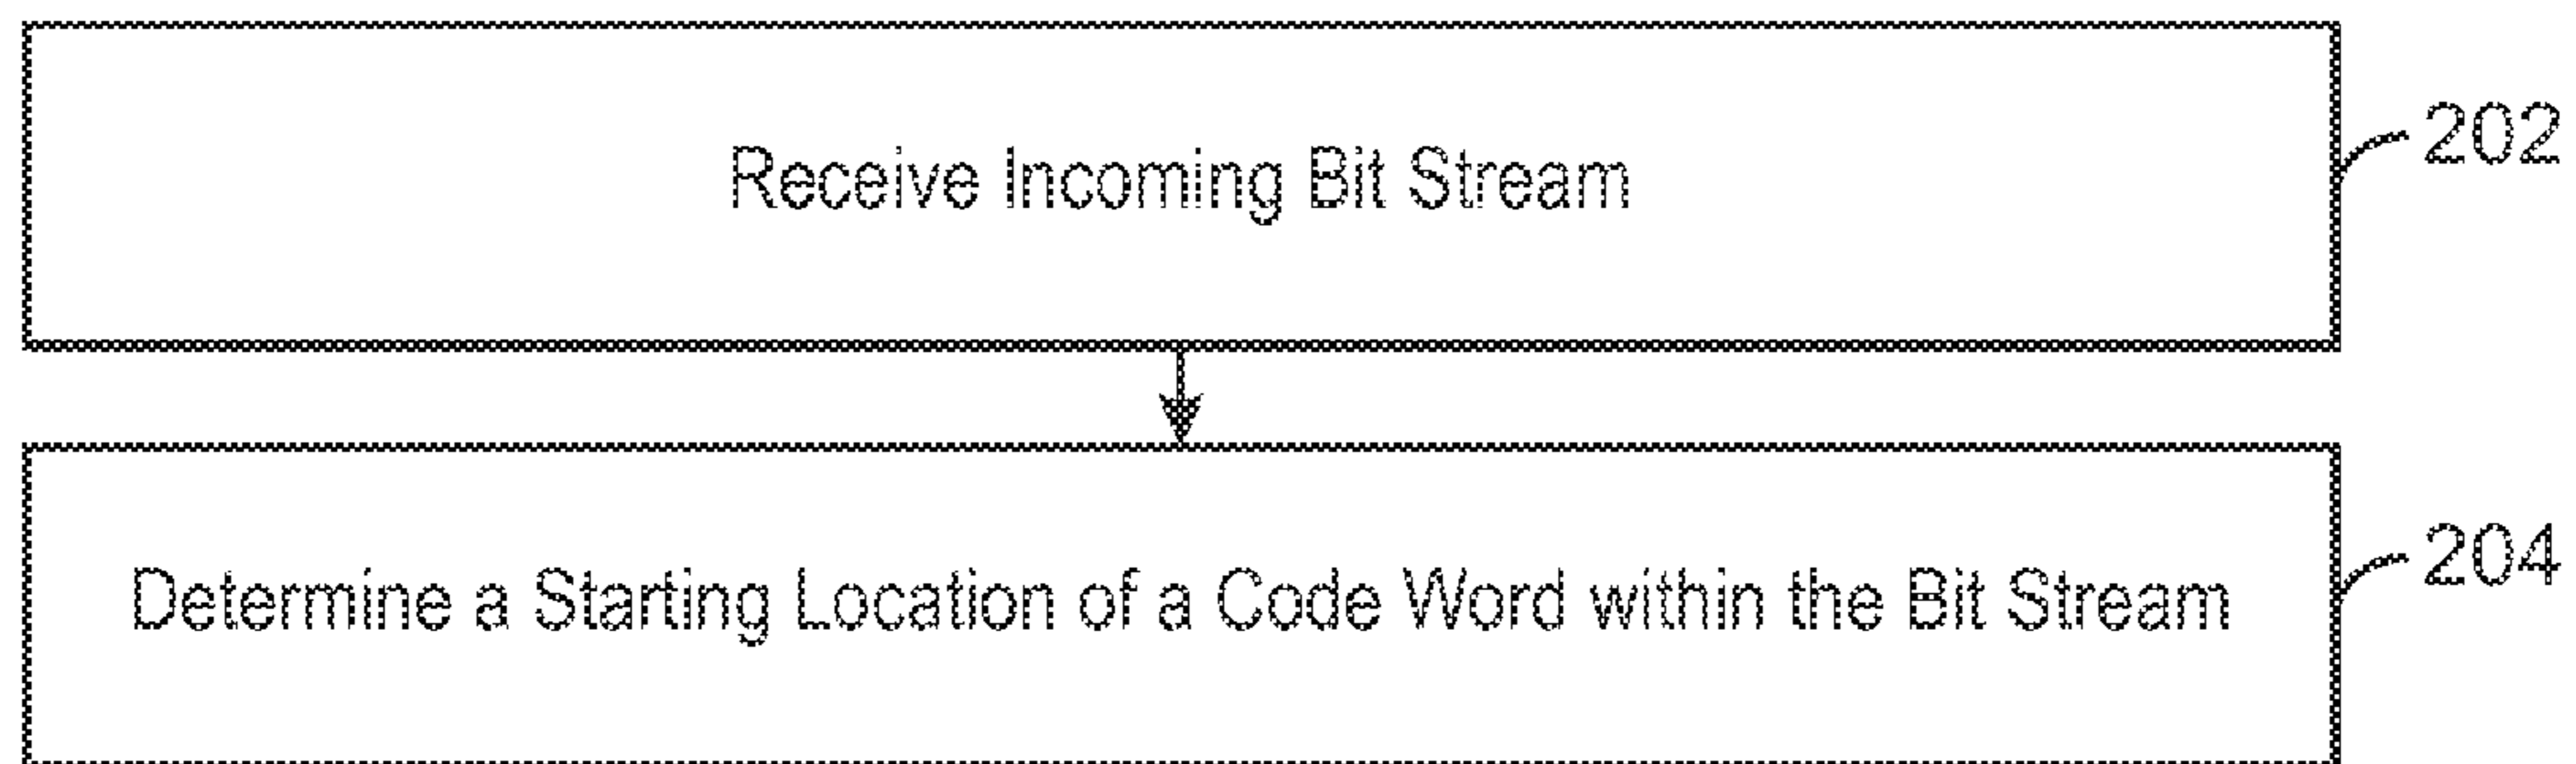 Receive Incoming Bit Stream
202
Determine a Starting Location of a Code Word within the Bit Stream
204